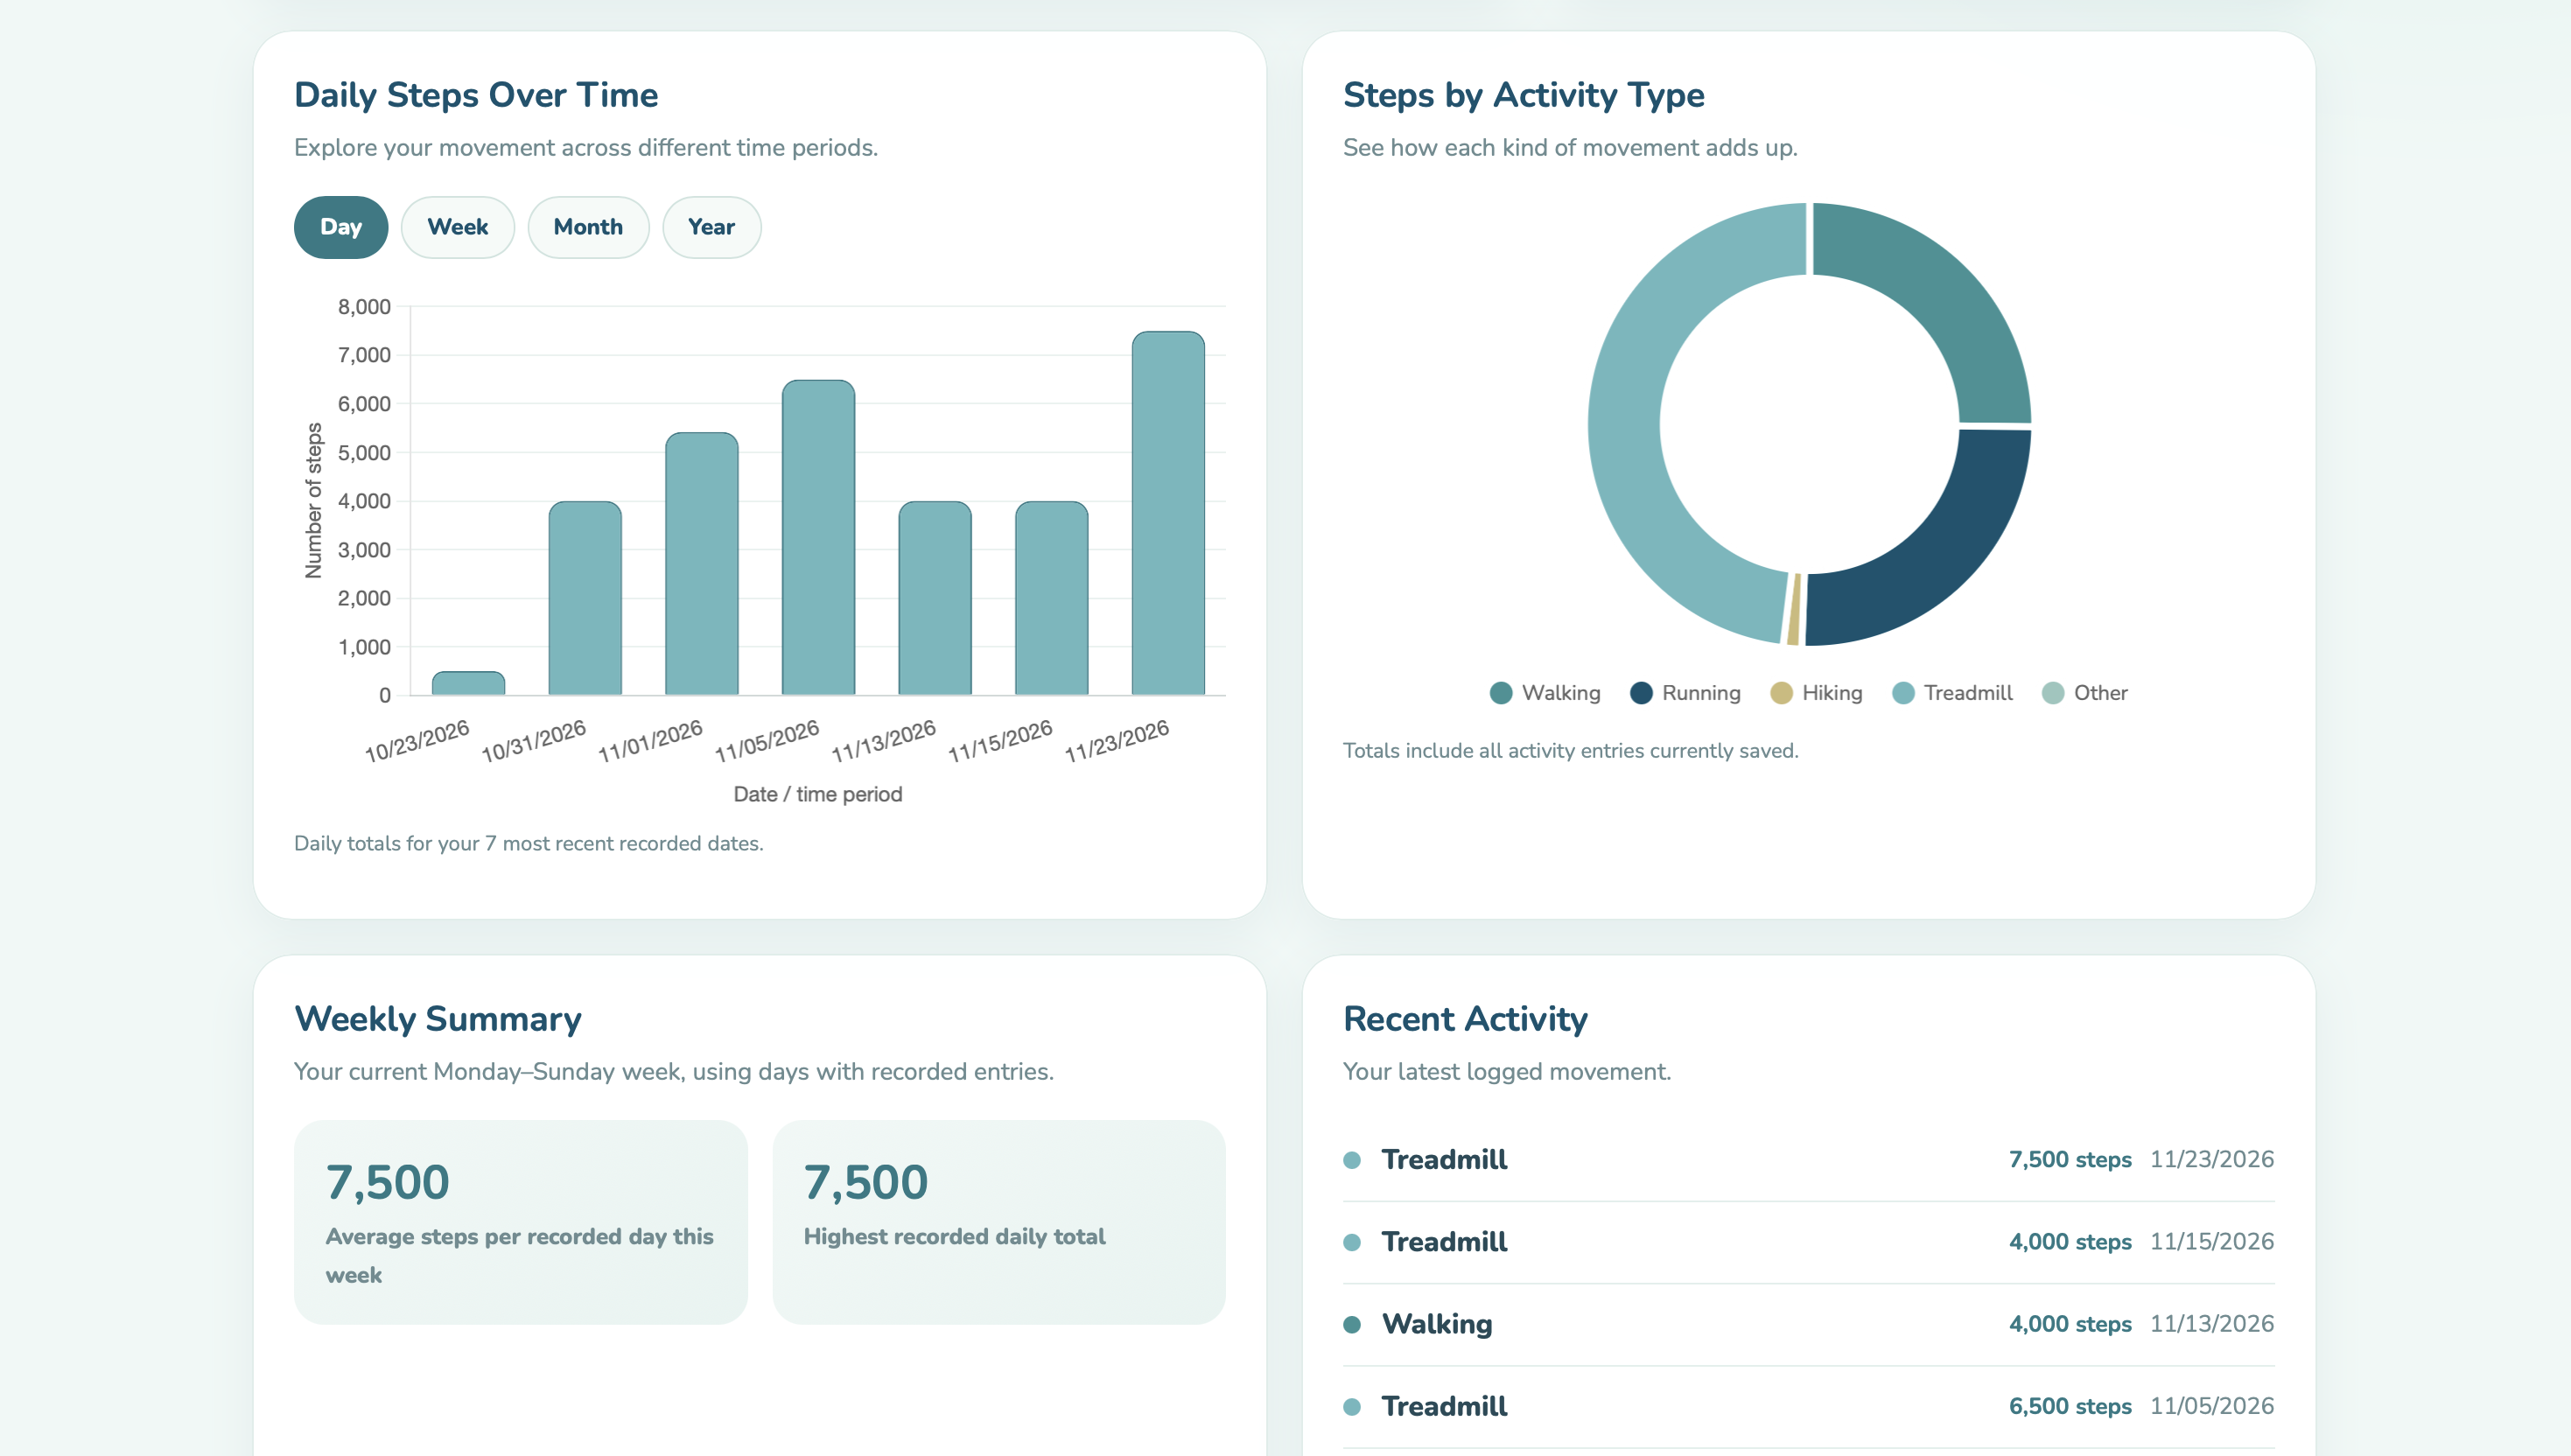 Daily Steps Over Time
Explore your movement across different time periods.
Day
Week
Month
Year
8,000
7,000
6,000
5,000
4,000
3,000
2,000
1,000
0
Number of steps
10/23/2026
10/31/2026
11/01/2026
11/05/2026
11/13/2026
11/15/2026
11/23/2026
Date / time period
Daily totals for your 7 most recent recorded dates.
Steps by Activity Type
See how each kind of movement adds up.
Walking
Running
Hiking
Treadmill
Other
Totals include all activity entries currently saved.
Weekly Summary
Your current Monday–Sunday week, using days with recorded entries.
7,500
Average steps per recorded day this
week
7,500
Highest recorded daily total
Recent Activity
Your latest logged movement.
Treadmill 7,500 steps 11/23/2026
Treadmill 4,000 steps 11/15/2026
Walking 4,000 steps 11/13/2026
Treadmill 6,500 steps 11/05/2026